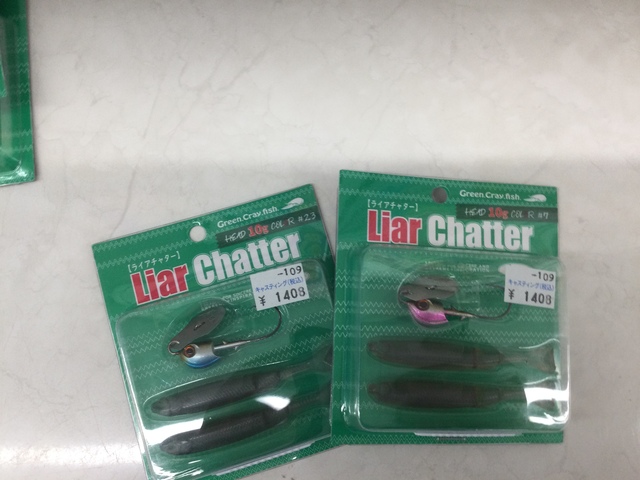 Green.Cray.fish
HEAD 10g COL R #23
【ライアチャター】
Liar Chatter
-109
キャスティング(税込)
¥ 1408
Green.Cray.fish
HEAD 10g COL R #7
【ライアチャター】
Liar Chatter
-109
キャスティング(税込)
¥ 1408